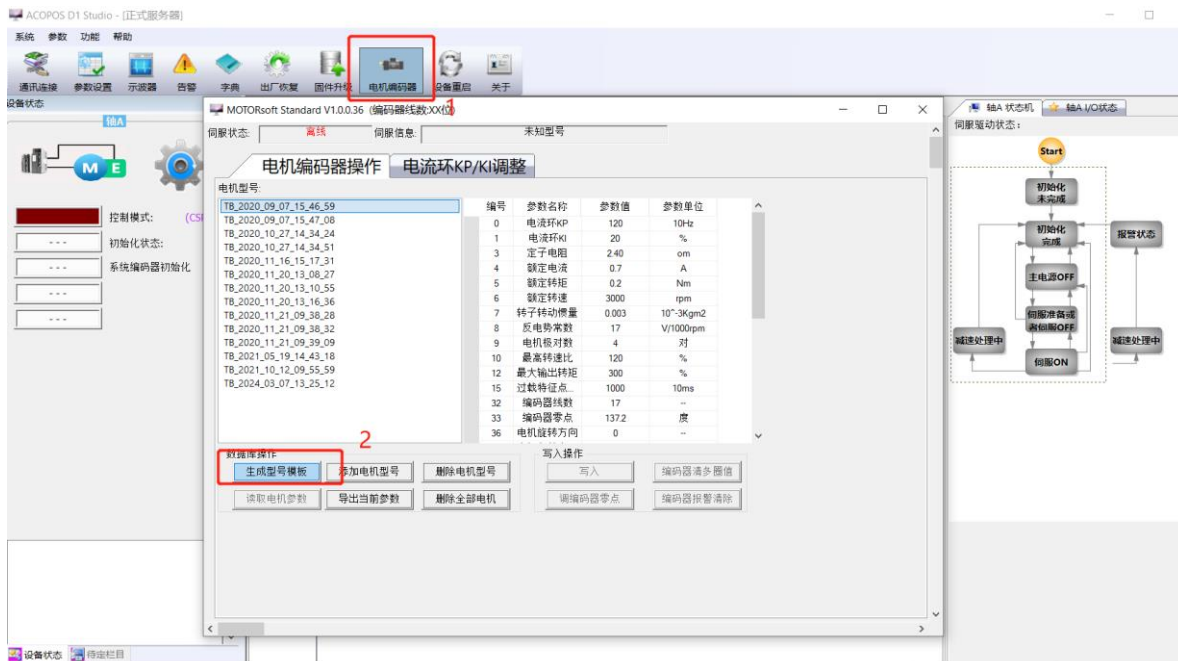 ACOPOS D1 Studio - [正式服务器]
系统 参数 功能 帮助
通讯连接 参数设置 示波器 告警 字典 出厂恢复 固件升级 电机编码器 设备重启 关于
1
设备状态
轴A
M E
控制模式: (CSP
--- 初始化状态:
--- 系统编码器初始化
---
---
MOTORsoft Standard V1.0.0.36 (编码器线数:XX位)
伺服状态: 离线 伺服信息: 未知型号
电机编码器操作 电流环KP/KI调整
电机型号:
TB_2020_09_07_15_46_59
TB_2020_09_07_15_47_08
TB_2020_10_27_14_34_24
TB_2020_10_27_14_34_51
TB_2020_11_16_15_17_31
TB_2020_11_20_13_08_27
TB_2020_11_20_13_10_55
TB_2020_11_20_13_16_36
TB_2020_11_21_09_38_28
TB_2020_11_21_09_38_32
TB_2020_11_21_09_39_09
TB_2021_05_19_14_43_18
TB_2021_10_12_09_55_59
TB_2024_03_07_13_25_12
编号 参数名称 参数值 参数单位
0 电流环KP 120 10Hz
1 电流环KI 20 %
3 定子电阻 2.40 om
4 额定电流 0.7 A
5 额定转矩 0.2 Nm
6 额定转速 3000 rpm
7 转子转动惯量 0.003 10^-3Kgm2
8 反电势常数 17 V/1000rpm
9 电机极对数 4 对
10 最高转速比 120 %
12 最大输出转矩 300 %
15 过载特征点... 1000 10ms
32 编码器线数 17 --
33 编码器零点 137.2 度
36 电机旋转方向 0 --
2
数据库操作
生成型号模板 添加电机型号 删除电机型号
读取电机参数 导出当前参数 删除全部电机
写入操作
写入 编码器清多圈值
调编码器零点 编码器报警清除
轴A 状态机 轴A I/O状态
伺服驱动状态:
Start
初始化
未完成
初始化
完成
报警状态
主电源OFF
伺服准备或
者伺服OFF
减速处理中
减速处理中
伺服ON
设备状态 待定栏目